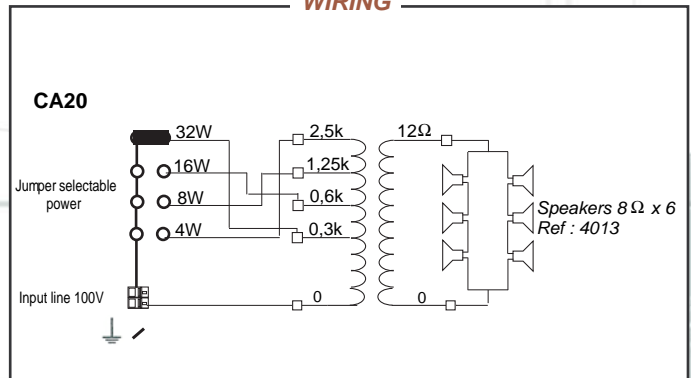 WIRING
CA20
32W 2,5k 12Ω
16W 1,25k
Jumper selectable
power
8W 0,6k
Speakers 8 Ω x 6
Ref : 4013
4W 0,3k
Input line 100V
0 0